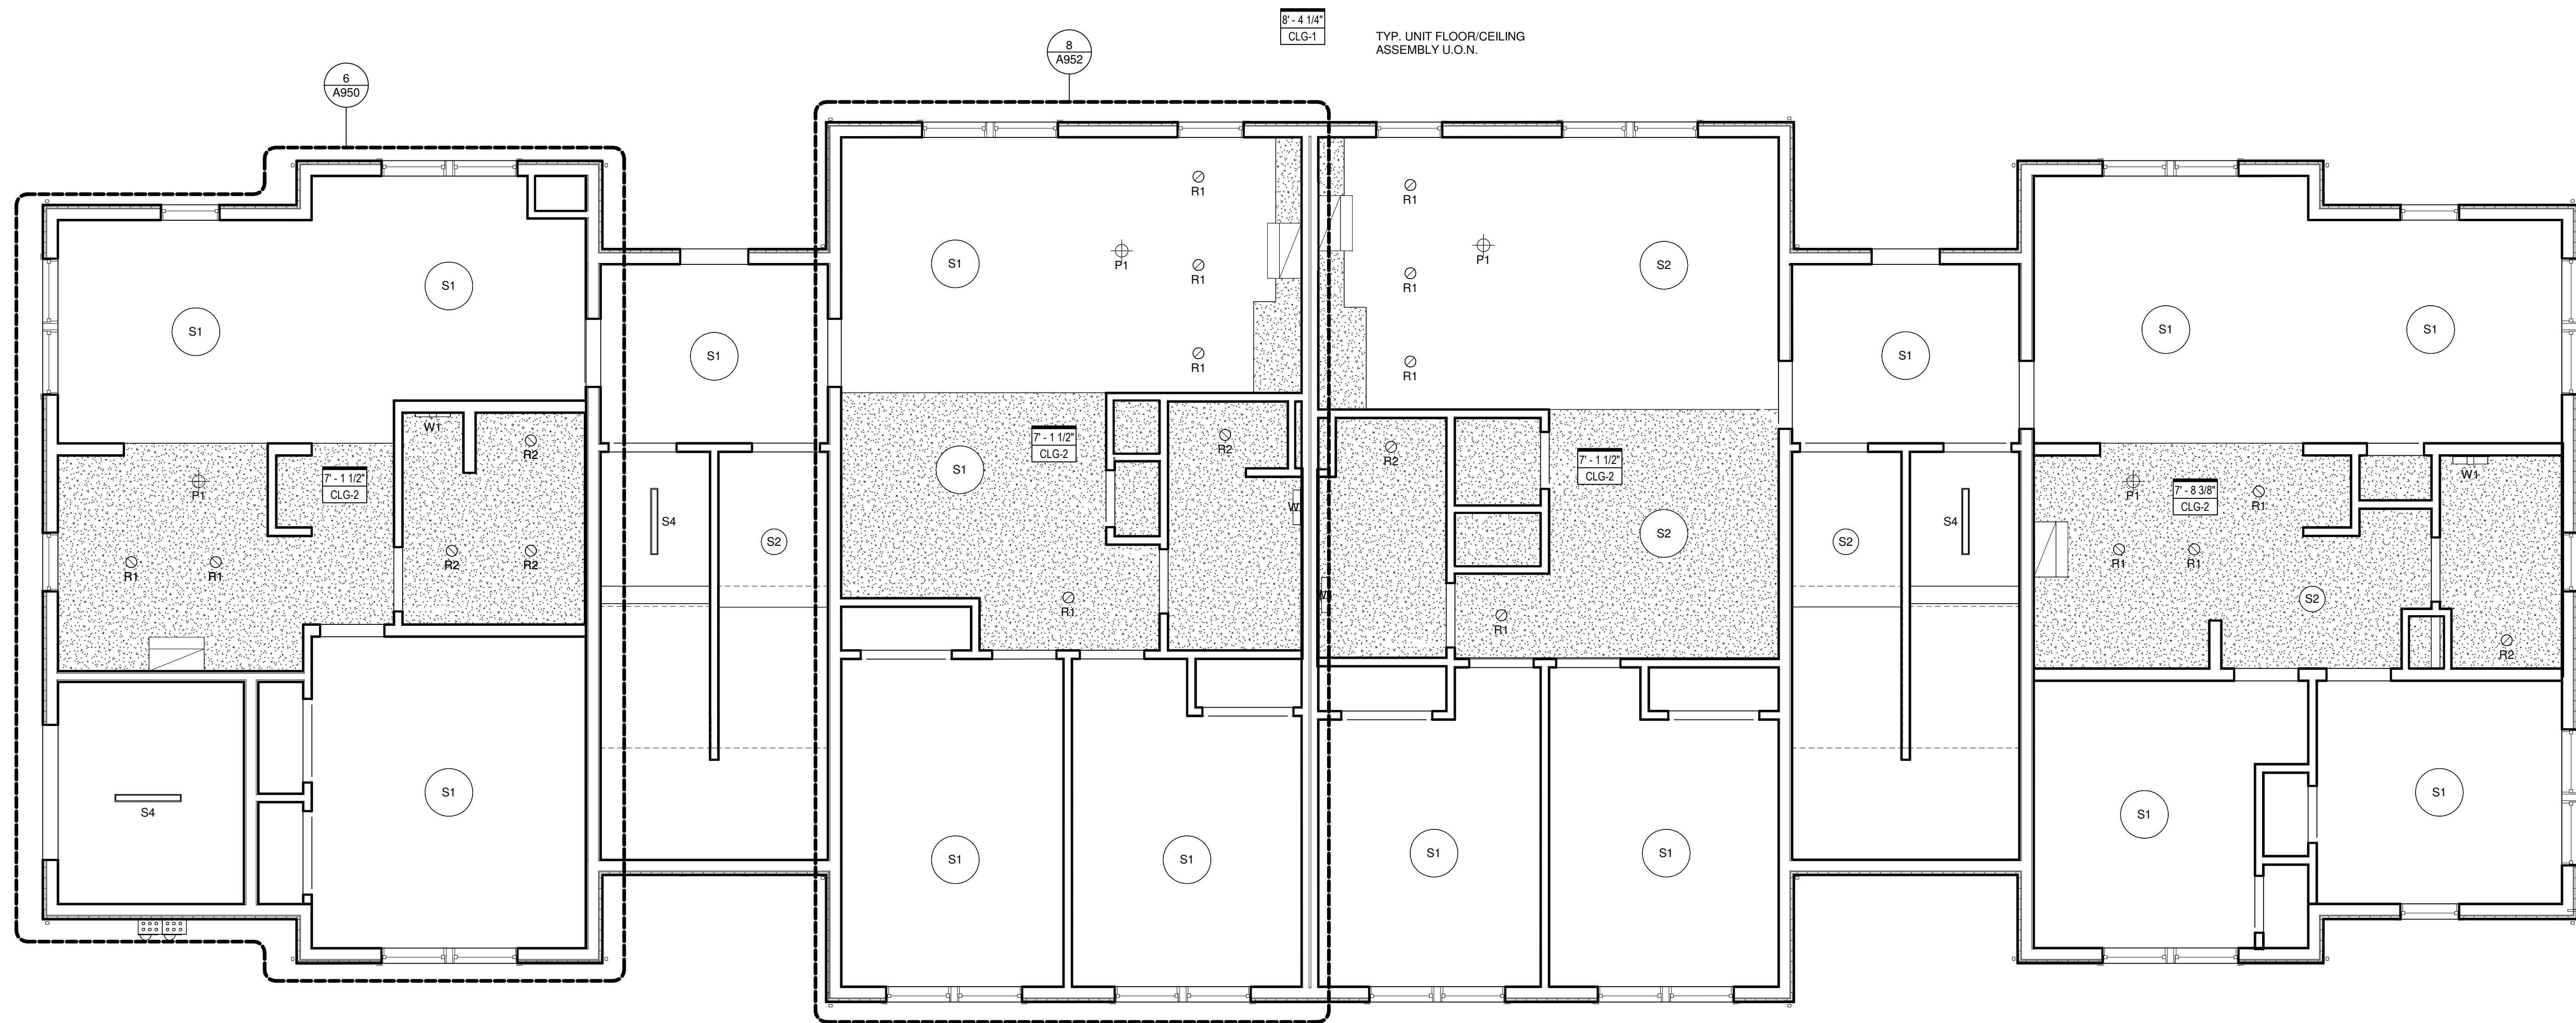 8' - 4 1/4"
CLG-1
TYP. UNIT FLOOR/CEILING
ASSEMBLY U.O.N.
8
A952
6
A950
R1
R1
S1
P1
P1
S2
R1
R1
S1
S1
S1
S1
S1
S1
S1
R1
R1
W1
R2
R2
R2
7' - 1 1/2"
CLG-2
7' - 1 1/2"
CLG-2
7' - 1 1/2"
CLG-2
W1
S1
P1
P1
7' - 8 3/8"
CLG-2
R1
S4
S4
S2
S2
S2
R1
R1
R2
R2
R1
R1
S2
R1
R1
R2
S1
S1
S4
S1
S1
S1
S1
S1